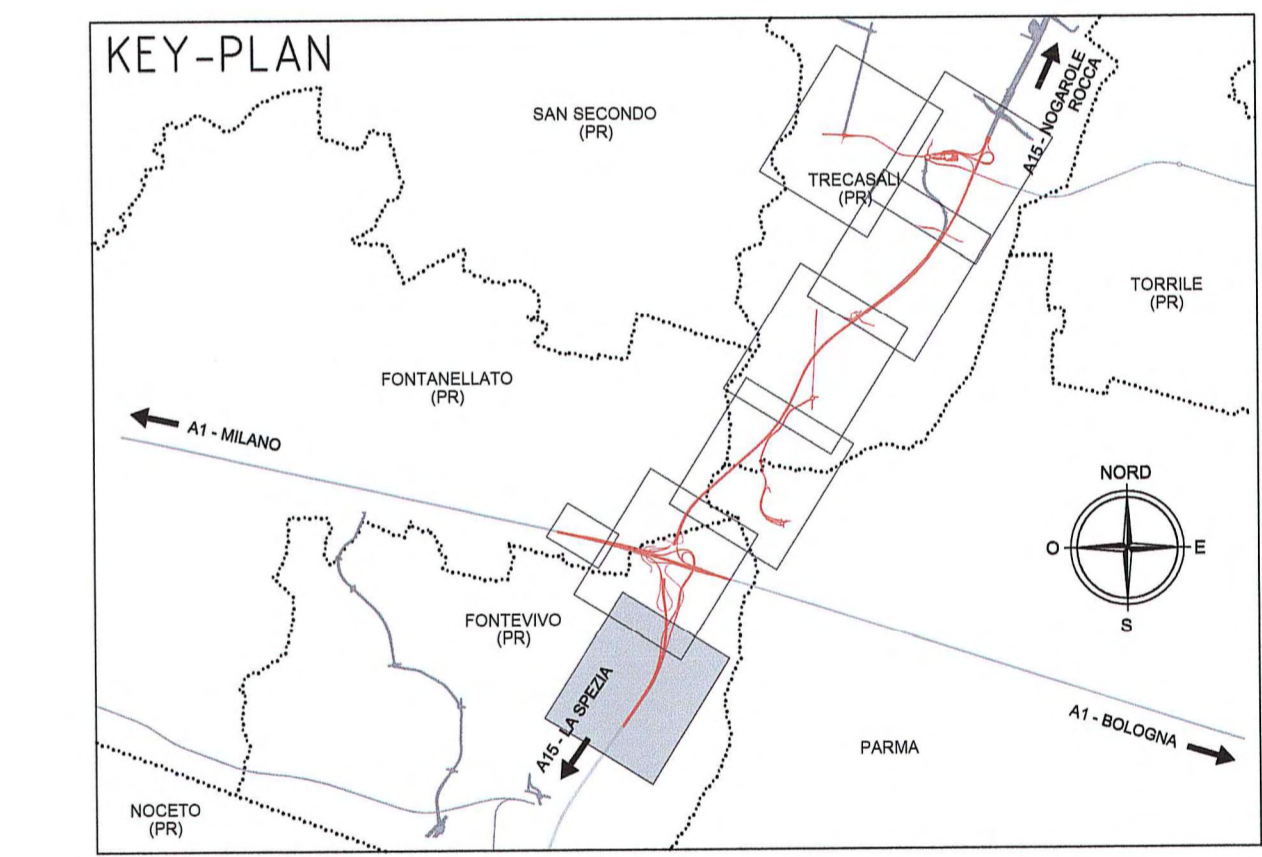 KEY-PLAN
SAN SECONDO
(PR)
A15 - NOGAROLE
ROCCA
TRECASALI
(PR)
TORRILE
(PR)
FONTANELLATO
(PR)
A1 - MILANO
NORD
O
E
S
FONTEVIVO
(PR)
A15 - LA SPEZIA
A1 - BOLOGNA
PARMA
NOCETO
(PR)